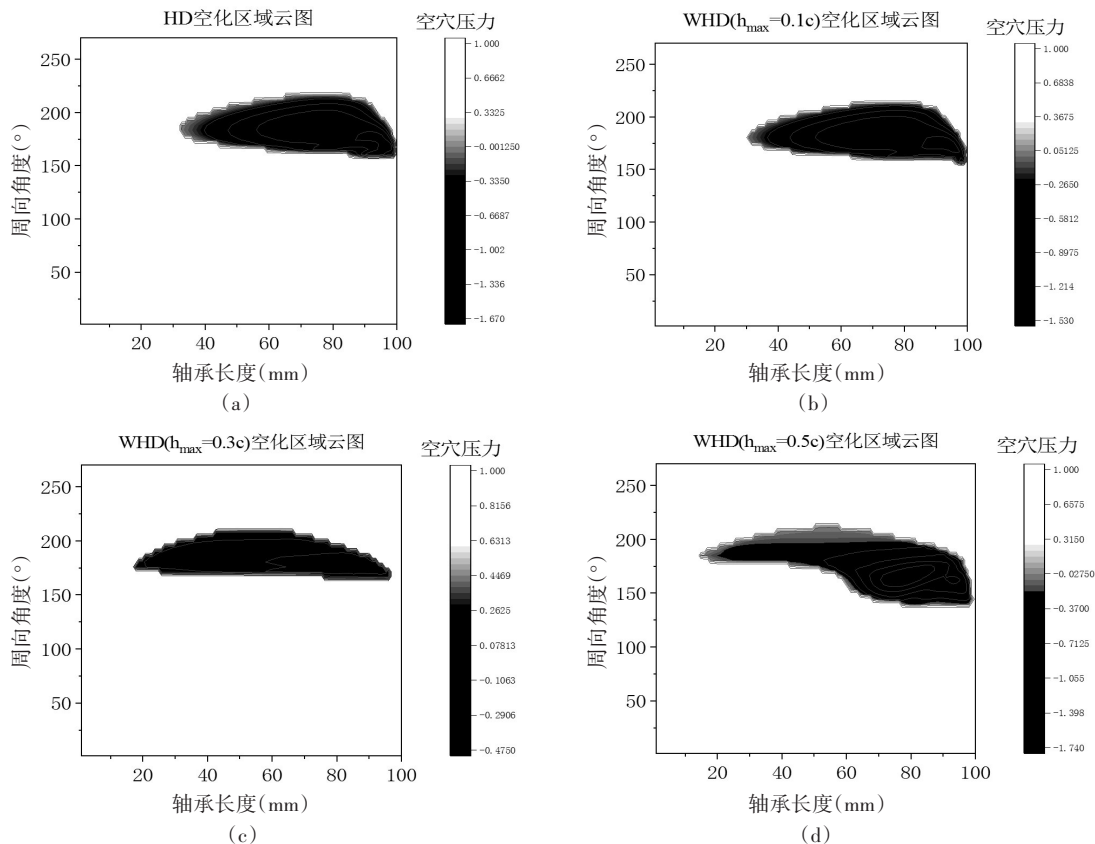 HD空化区域云图
空穴压力
1.000
0.6662
0.3325
-0.001250
-0.3350
-0.6687
-1.002
-1.336
-1.670
周向角度(°)
250
200
150
100
50
20 40 60 80 100
轴承长度(mm)
(a)
WHD(hmax=0.1c)空化区域云图
空穴压力
1.000
0.6838
0.3675
0.05125
-0.2650
-0.5812
-0.8975
-1.214
-1.530
周向角度(°)
250
200
150
100
50
20 40 60 80 100
轴承长度(mm)
(b)
WHD(hmax=0.3c)空化区域云图
空穴压力
1.000
0.8156
0.6313
0.4469
0.2625
0.07813
-0.1063
-0.2906
-0.4750
周向角度(°)
250
200
150
100
50
20 40 60 80 100
轴承长度(mm)
(c)
WHD(hmax=0.5c)空化区域云图
空穴压力
1.000
0.6575
0.3150
-0.02750
-0.3700
-0.7125
-1.055
-1.398
-1.740
周向角度(°)
250
200
150
100
50
20 40 60 80 100
轴承长度(mm)
(d)